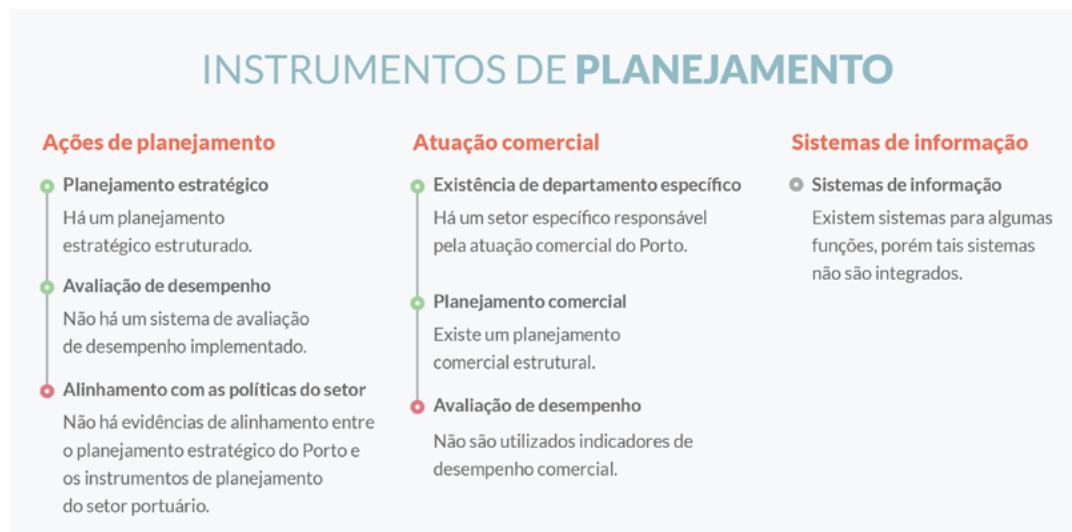 INSTRUMENTOS DE PLANEJAMENTO
Ações de planejamento
Planejamento estratégico
Há um planejamento
estratégico estruturado.
Avaliação de desempenho
Não há um sistema de avaliação
de desempenho implementado.
Alinhamento com as políticas do setor
Não há evidências de alinhamento entre
o planejamento estratégico do Porto e
os instrumentos de planejamento
do setor portuário.
Atuação comercial
Existência de departamento específico
Há um setor específico responsável
pela atuação comercial do Porto.
Planejamento comercial
Existe um planejamento
comercial estrutural.
Avaliação de desempenho
Não são utilizados indicadores de
desempenho comercial.
Sistemas de informação
Sistemas de informação
Existem sistemas para algumas
funções, porém tais sistemas
não são integrados.